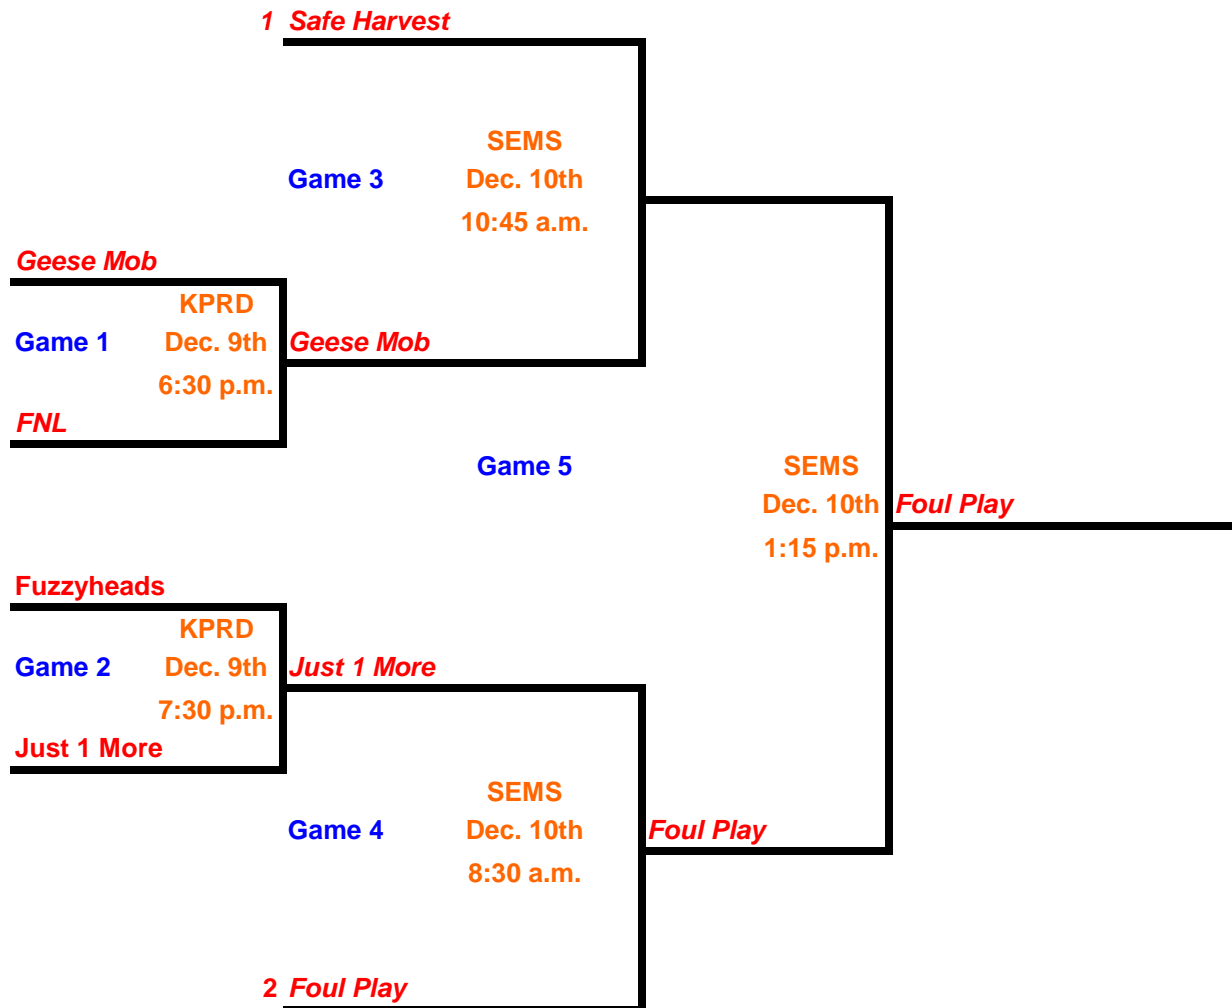 1 Safe Harvest
SEMS
Game 3 Dec. 10th
10:45 a.m.
Geese Mob
KPRD
Game 1 Dec. 9th Geese Mob
6:30 p.m.
FNL
Game 5 SEMS
Dec. 10th Foul Play
1:15 p.m.
Fuzzyheads
KPRD
Game 2 Dec. 9th Just 1 More
7:30 p.m.
Just 1 More
SEMS
Game 4 Dec. 10th Foul Play
8:30 a.m.
2 Foul Play